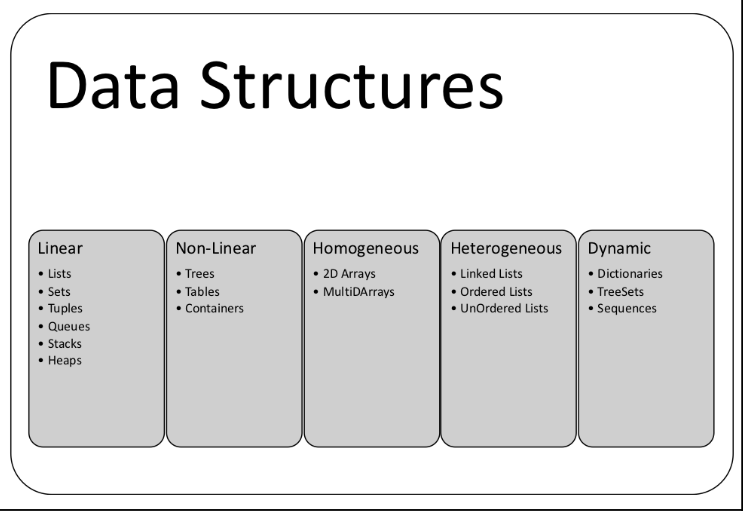 Data Structures
Linear
• Lists
• Sets
• Tuples
• Queues
• Stacks
• Heaps
Non-Linear
• Trees
• Tables
• Containers
Homogeneous
• 2D Arrays
• MultiDArrays
Heterogeneous
• Linked Lists
• Ordered Lists
• UnOrdered Lists
Dynamic
• Dictionaries
• TreeSets
• Sequences